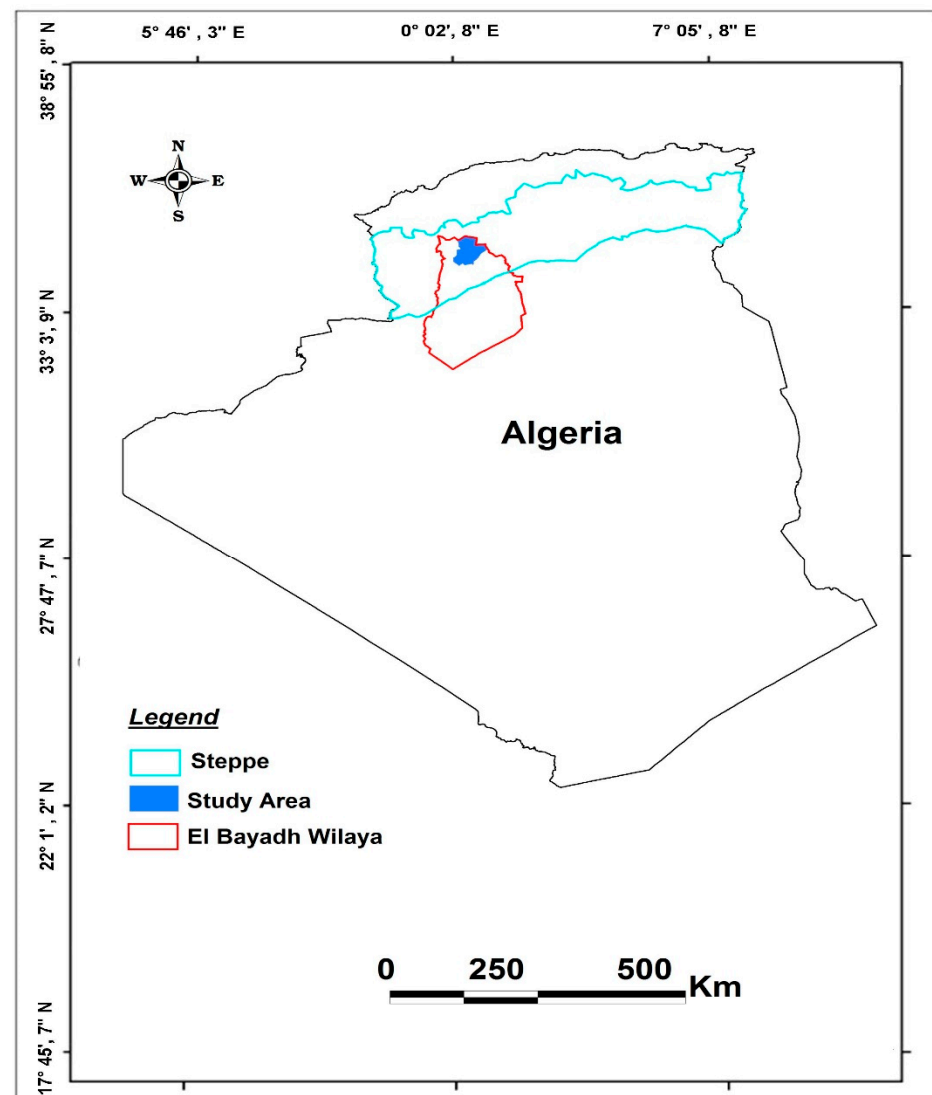 5° 46' , 3'' E
0° 02' , 8'' E
7° 05' , 8'' E
38° 55' , 8'' N
33° 3' , 9'' N
27° 47' , 7'' N
22° 1' , 2'' N
17° 45' , 7'' N
N
W
E
S
Algeria
Legend
Steppe
Study Area
El Bayadh Wilaya
0
250
500
Km